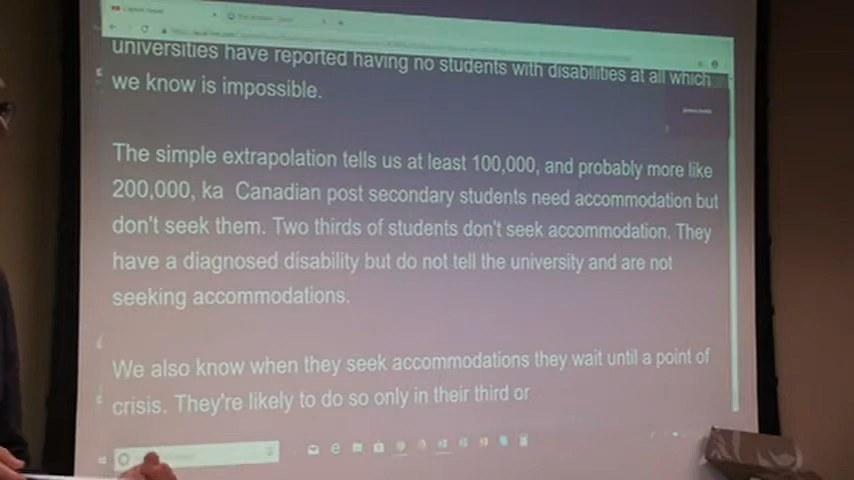 universities have reported having no students with disabilities at all which
we know is impossible.
The simple extrapolation tells us at least 100,000, and probably more like
200,000, ka Canadian post secondary students need accommodation but
don't seek them. Two thirds of students don't seek accommodation. They
have a diagnosed disability but do not tell the university and are not
seeking accommodations.
We also know when they seek accommodations they wait until a point of
crisis. They're likely to do so only in their third or